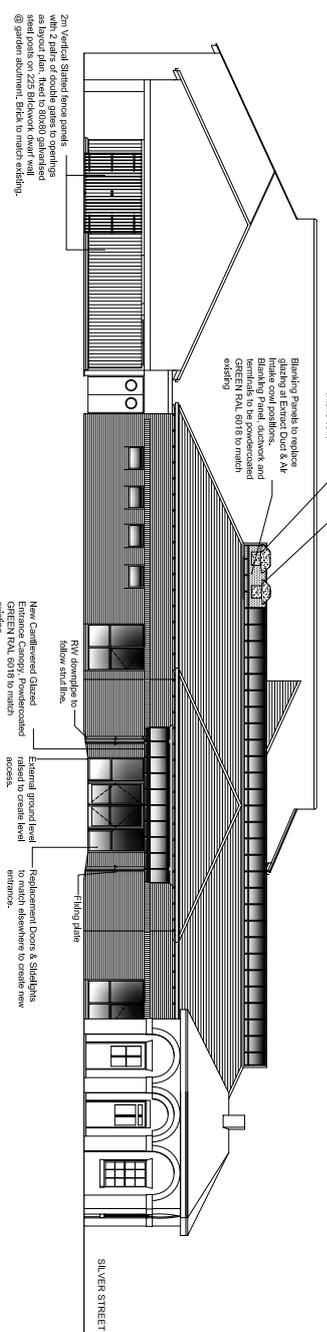 2m Vertical Slatted fence panels
with 2 pairs of double gates to openings
as layout plan, fixed to 80x80 galvanised
steel posts on 225 Brickwork dwarf wall
@ garden abutment. Brick to match existing.
Blanking Panels to replace
glazing at Extract Duct & Air
Intake cowl positions.
Blanking Panel, ductwork and
terminals to be powdercoated
GREEN RAL 6018 to match
existing
New Cantilevered Glazed
Entrance Canopy. Powdercoated
GREEN RAL 6018 to match
RW downpipe to
follow strut line.
External ground level
raised to create level
access.
Fixing plate
Replacement Doors & Sidelights
to match elsewhere to create new
entrance.
SILVER STREET